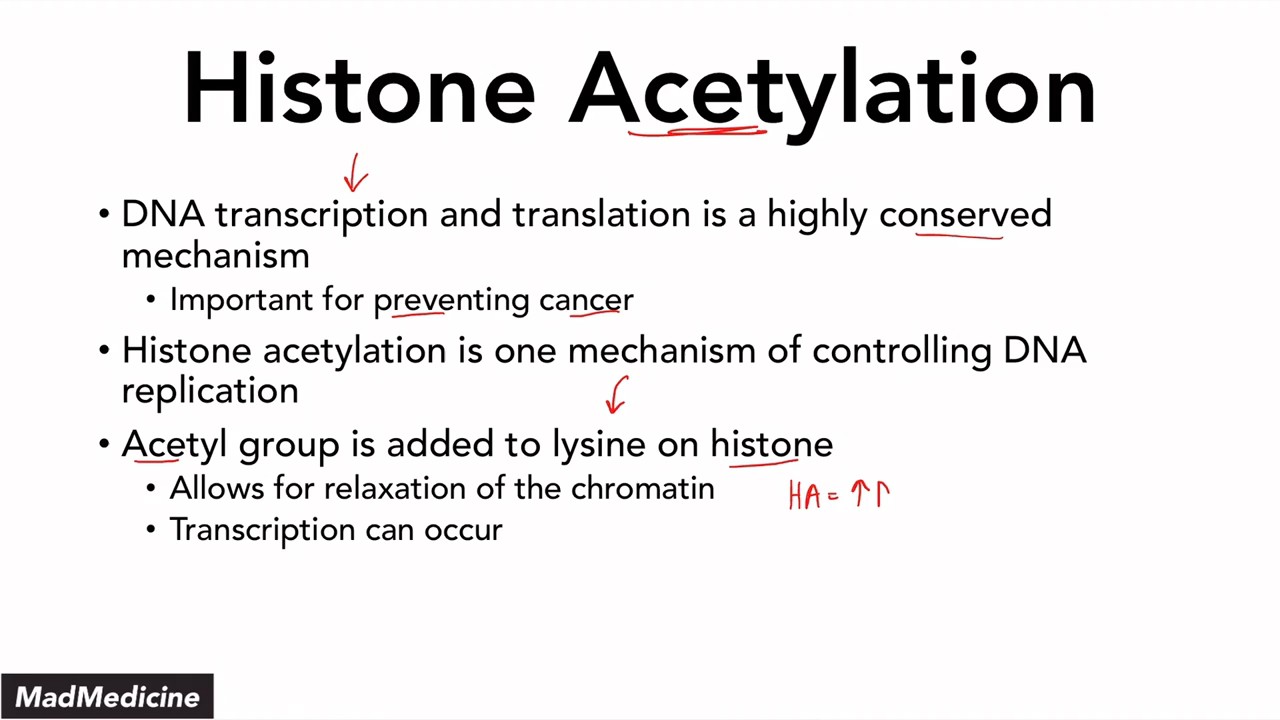 Histone Acetylation
• DNA transcription and translation is a highly conserved
mechanism
• Important for preventing cancer
• Histone acetylation is one mechanism of controlling DNA
replication
• Acetyl group is added to lysine on histone
• Allows for relaxation of the chromatin
HA = ↑
• Transcription can occur
MadMedicine